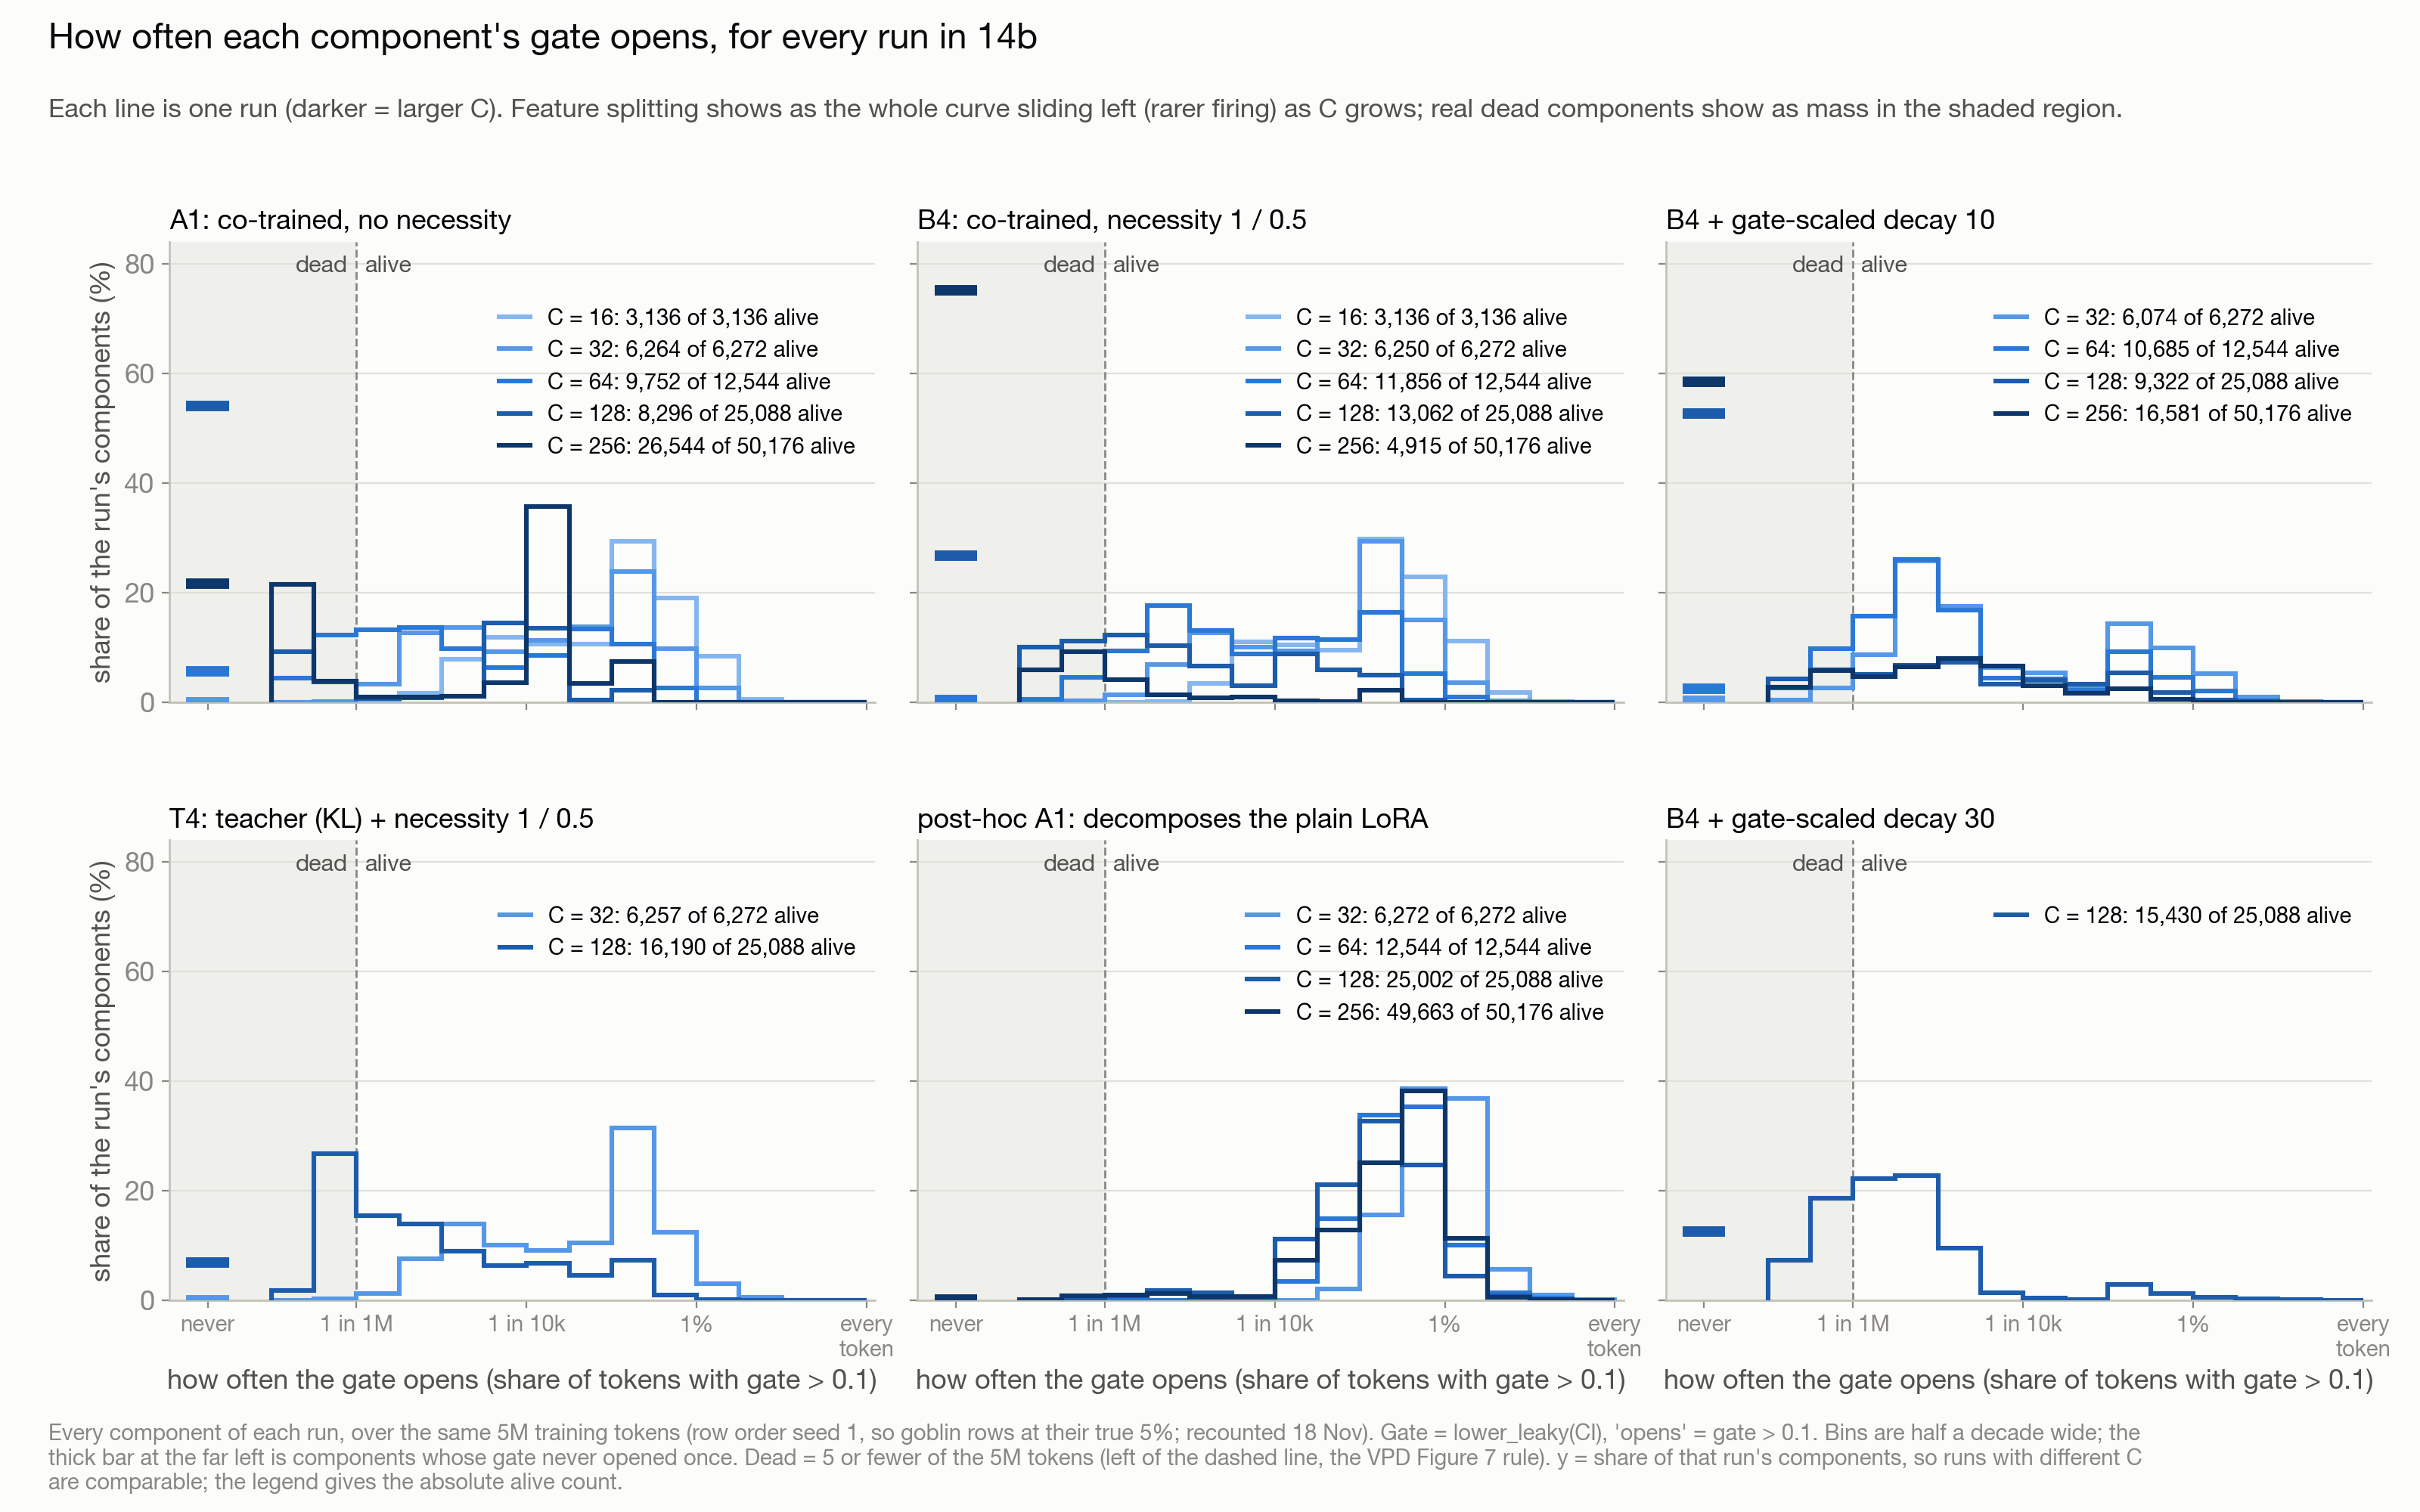 How often each component's gate opens, for every run in 14b
Each line is one run (darker = larger C). Feature splitting shows as the whole curve sliding left (rarer firing) as C grows; real dead components show as mass in the shaded region.
A1: co-trained, no necessity
share of the run's components (%)
80
60
40
20
0
dead
alive
C = 16: 3,136 of 3,136 alive
C = 32: 6,264 of 6,272 alive
C = 64: 9,752 of 12,544 alive
C = 128: 8,296 of 25,088 alive
C = 256: 26,544 of 50,176 alive
B4: co-trained, necessity 1 / 0.5
dead
alive
C = 16: 3,136 of 3,136 alive
C = 32: 6,250 of 6,272 alive
C = 64: 11,856 of 12,544 alive
C = 128: 13,062 of 25,088 alive
C = 256: 4,915 of 50,176 alive
B4 + gate-scaled decay 10
dead
alive
C = 32: 6,074 of 6,272 alive
C = 64: 10,685 of 12,544 alive
C = 128: 9,322 of 25,088 alive
C = 256: 16,581 of 50,176 alive
T4: teacher (KL) + necessity 1 / 0.5
share of the run's components (%)
80
60
40
20
0
dead
alive
C = 32: 6,257 of 6,272 alive
C = 128: 16,190 of 25,088 alive
never
1 in 1M
1 in 10k
1%
every
token
how often the gate opens (share of tokens with gate > 0.1)
post-hoc A1: decomposes the plain LoRA
dead
alive
C = 32: 6,272 of 6,272 alive
C = 64: 12,544 of 12,544 alive
C = 128: 25,002 of 25,088 alive
C = 256: 49,663 of 50,176 alive
never
1 in 1M
1 in 10k
1%
every
token
how often the gate opens (share of tokens with gate > 0.1)
B4 + gate-scaled decay 30
dead
alive
C = 128: 15,430 of 25,088 alive
never
1 in 1M
1 in 10k
1%
every
token
how often the gate opens (share of tokens with gate > 0.1)
Every component of each run, over the same 5M training tokens (row order seed 1, so goblin rows at their true 5%; recounted 18 Nov). Gate = lower_leaky(CI), 'opens' = gate > 0.1. Bins are half a decade wide; the
thick bar at the far left is components whose gate never opened once. Dead = 5 or fewer of the 5M tokens (left of the dashed line, the VPD Figure 7 rule). y = share of that run's components, so runs with different C
are comparable; the legend gives the absolute alive count.